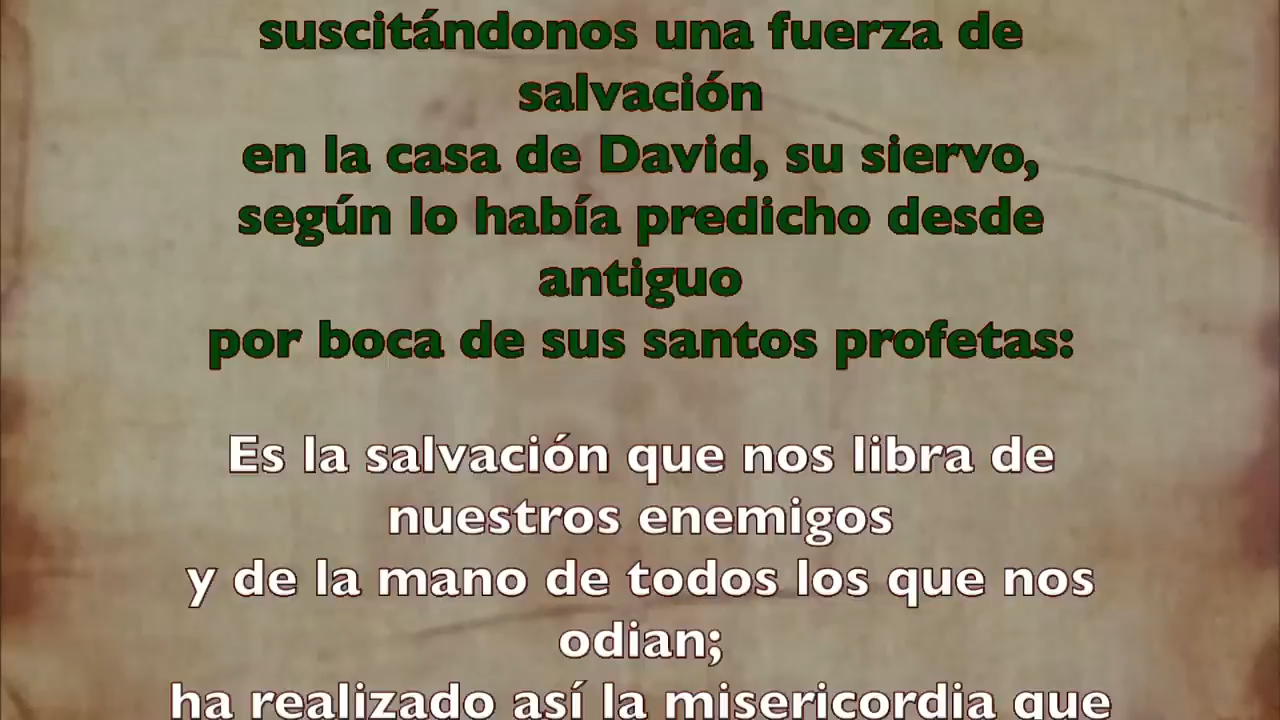 suscitándonos una fuerza de
salvación
en la casa de David, su siervo,
según lo había predicho desde
antiguo
por boca de sus santos profetas:
Es la salvación que nos libra de
nuestros enemigos
y de la mano de todos los que nos
odian;
ha realizado así la misericordia que